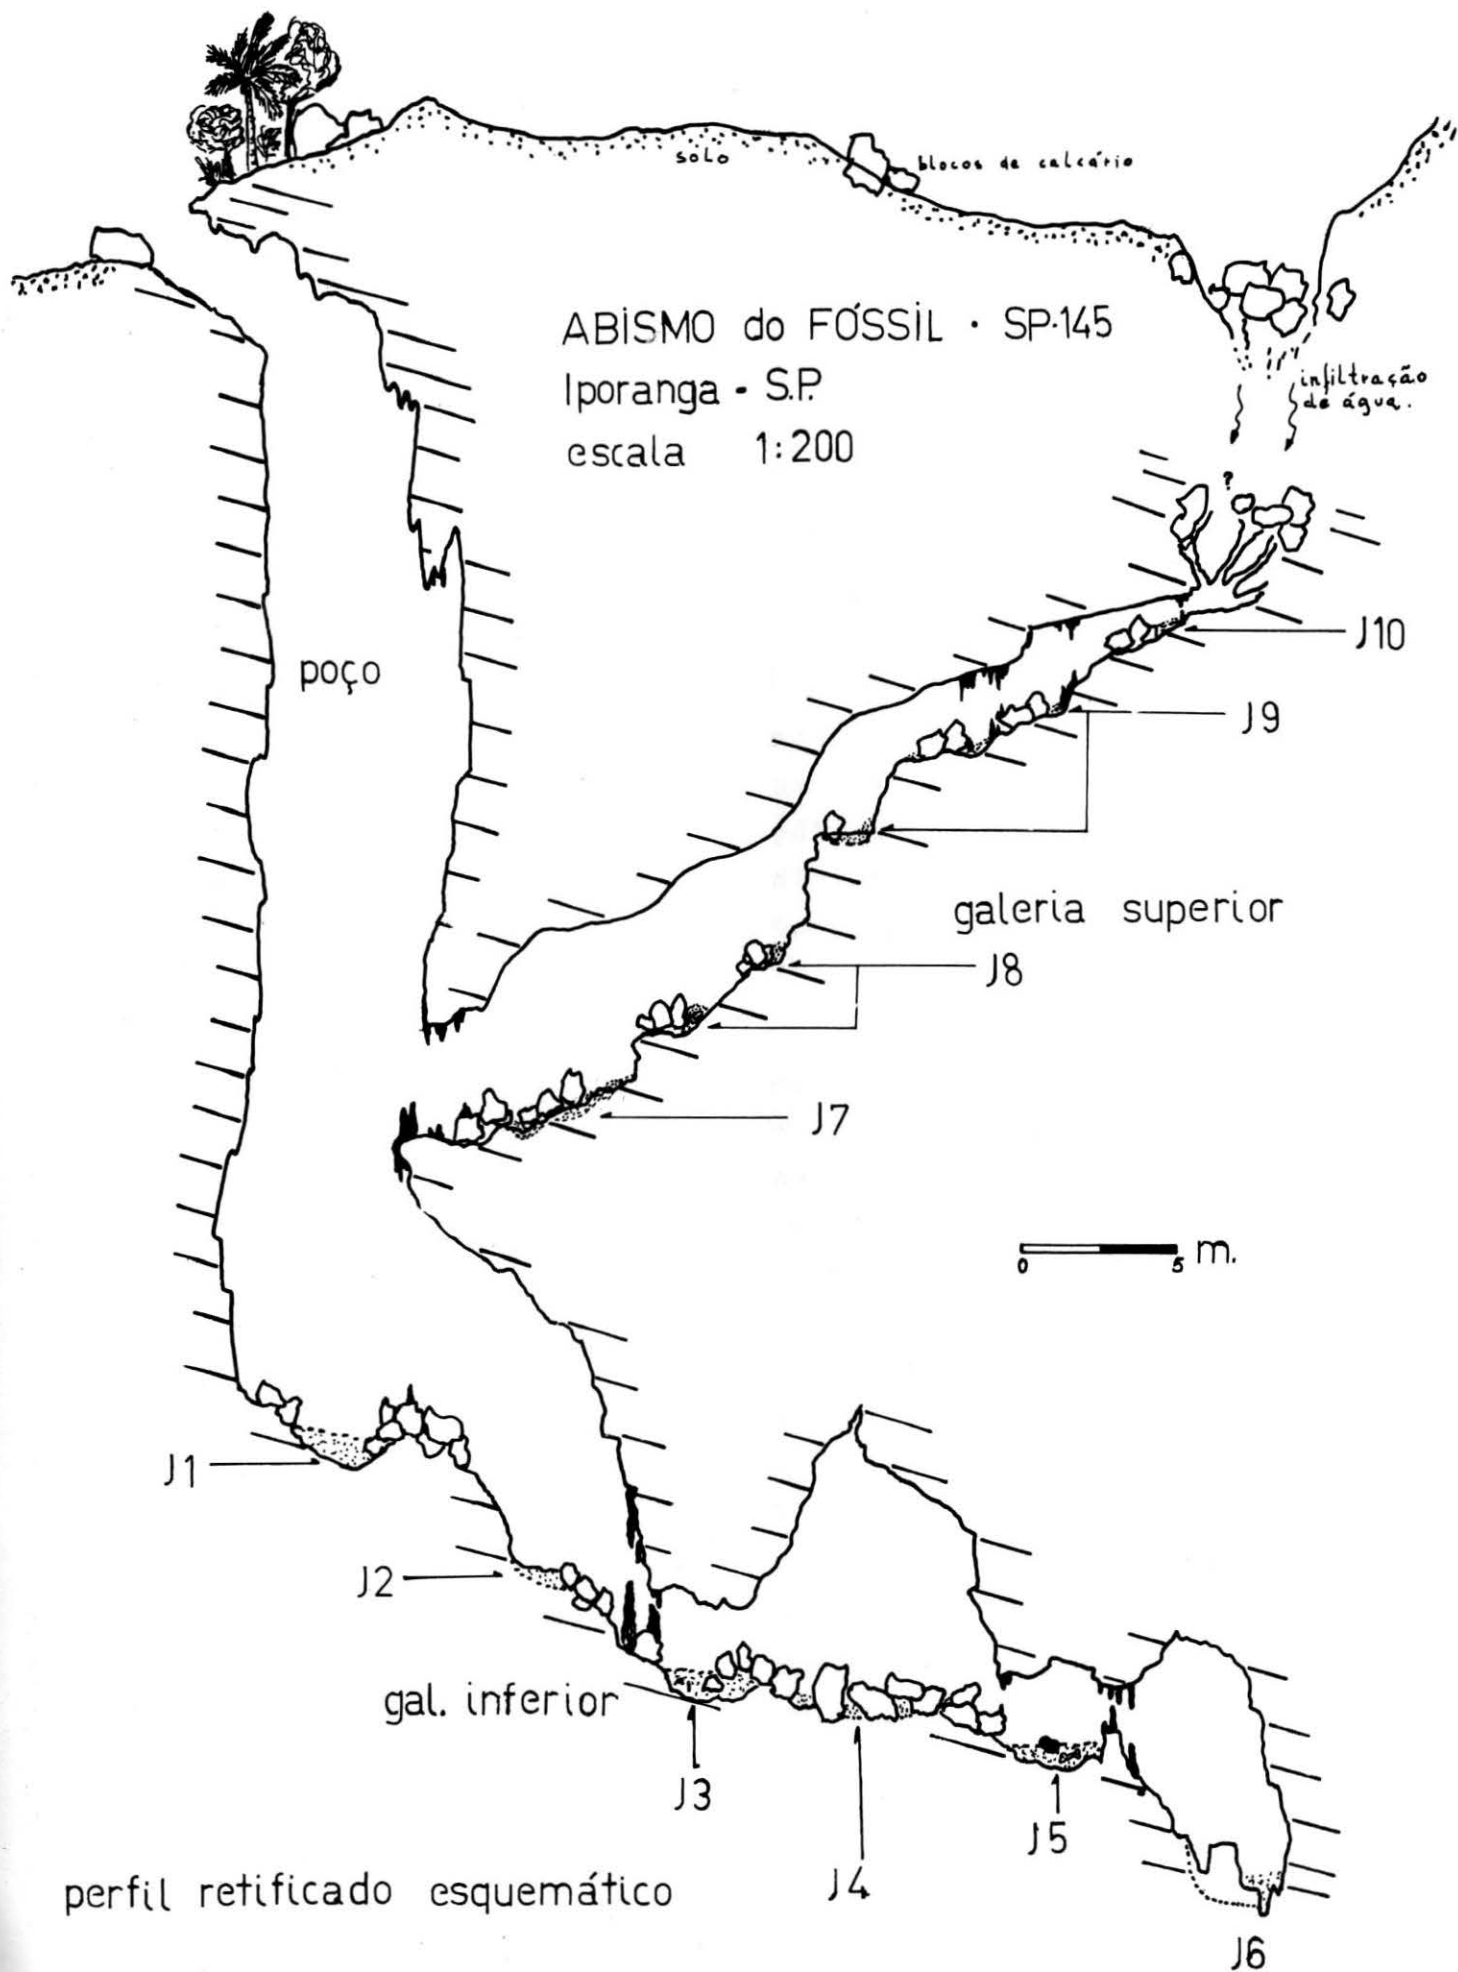 solo
blocos de calcário
ABISMO do FÓSSIL · SP·145
Iporanga - S.P.
escala 1:200
infiltração
de água.
?
J10
poço
J9
galeria superior
J8
J7
0 5 m.
J1
J2
gal. inferior
J3
J5
J4
perfil retificado esquemático
J6